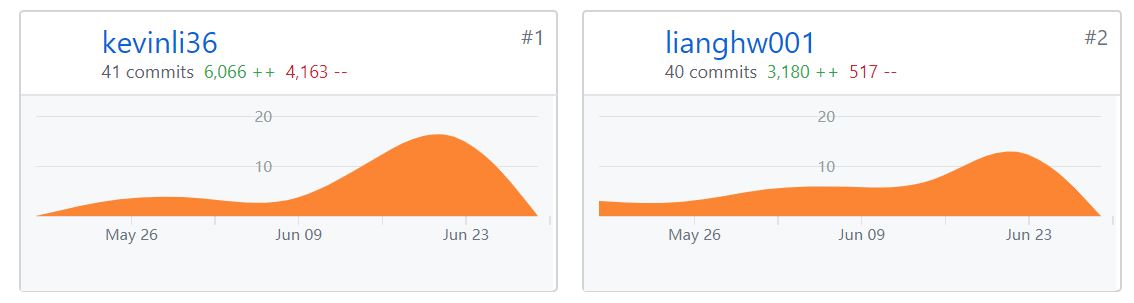 kevinli36 #1
41 commits 6,066 ++ 4,163 --
20
10
May 26 Jun 09 Jun 23
lianghw001 #2
40 commits 3,180 ++ 517 --
20
10
May 26 Jun 09 Jun 23